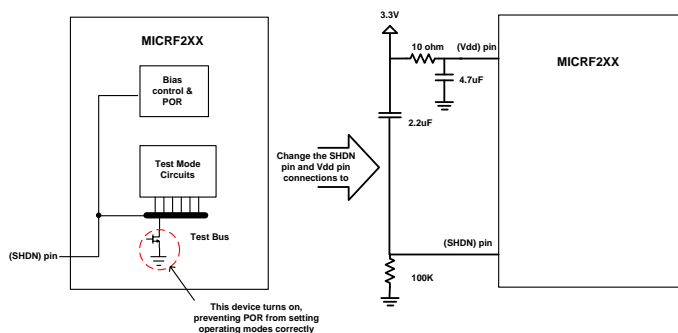 MICRF2XX
Bias
control &
POR
Test Mode
Circuits
Test Bus
(SHDN) pin
This device turns on,
preventing POR from setting
operating modes correctly
Change the SHDN
pin and Vdd pin
connections to
3.3V
10 ohm
(Vdd) pin
4.7uF
2.2uF
(SHDN) pin
100K
MICRF2XX